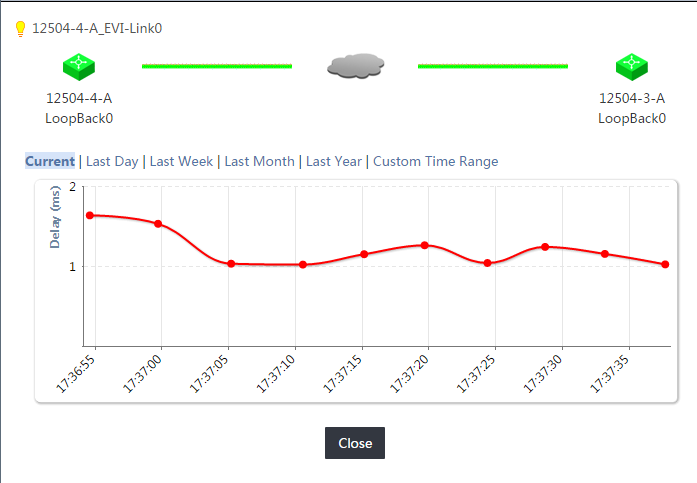 12504-4-A_EVI-Link0
12504-4-A
LoopBack0
12504-3-A
LoopBack0
Current | Last Day | Last Week | Last Month | Last Year | Custom Time Range
Delay (ms)
2
1
17:36:55
17:37:00
17:37:05
17:37:10
17:37:15
17:37:20
17:37:25
17:37:30
17:37:35
Close